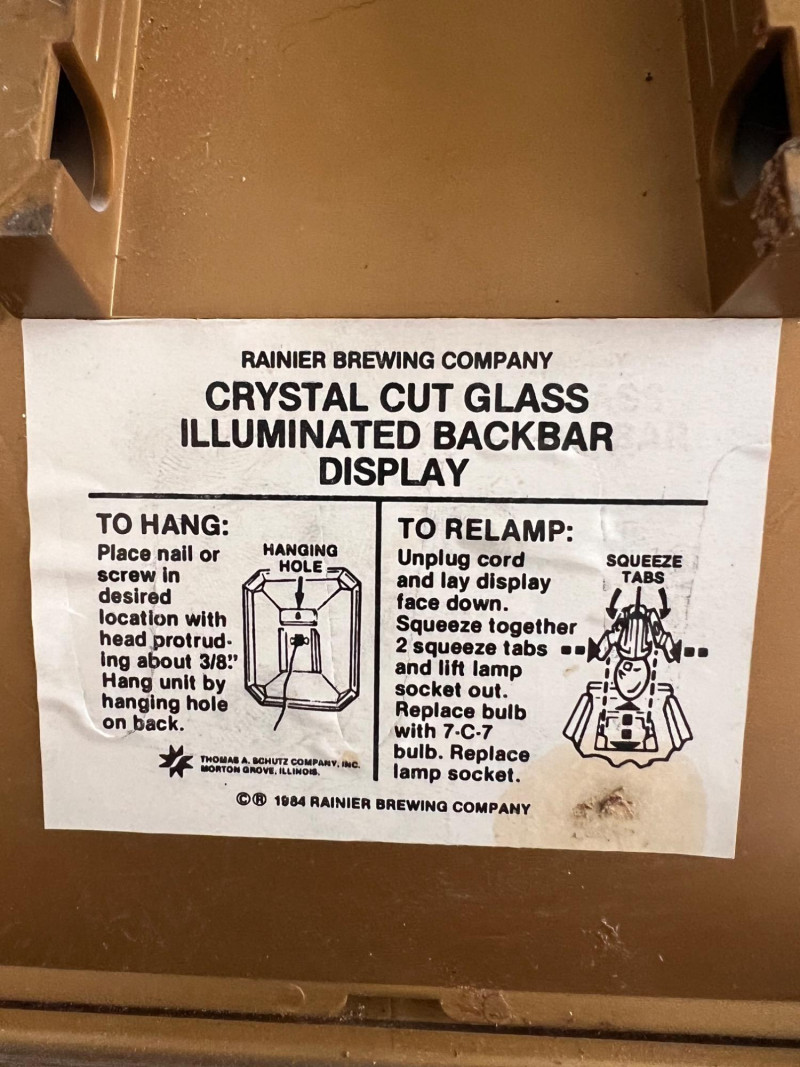 RAINIER BREWING COMPANY
CRYSTAL CUT GLASS
ILLUMINATED BACKBAR
DISPLAY
TO HANG:
Place nail or
screw in
desired
location with
head protrud-
ing about 3/8"
Hang unit by
hanging hole
on back.
HANGING
HOLE
THOMAS A. SCHUTZ COMPANY, INC.
MORTON GROVE, ILLINOIS.
TO RELAMP:
Unplug cord
and lay display
face down.
Squeeze together
2 squeeze tabs
and lift lamp
socket out.
Replace bulb
with 7-C-7
bulb. Replace
lamp socket.
SQUEEZE
TABS
©® 1984 RAINIER BREWING COMPANY